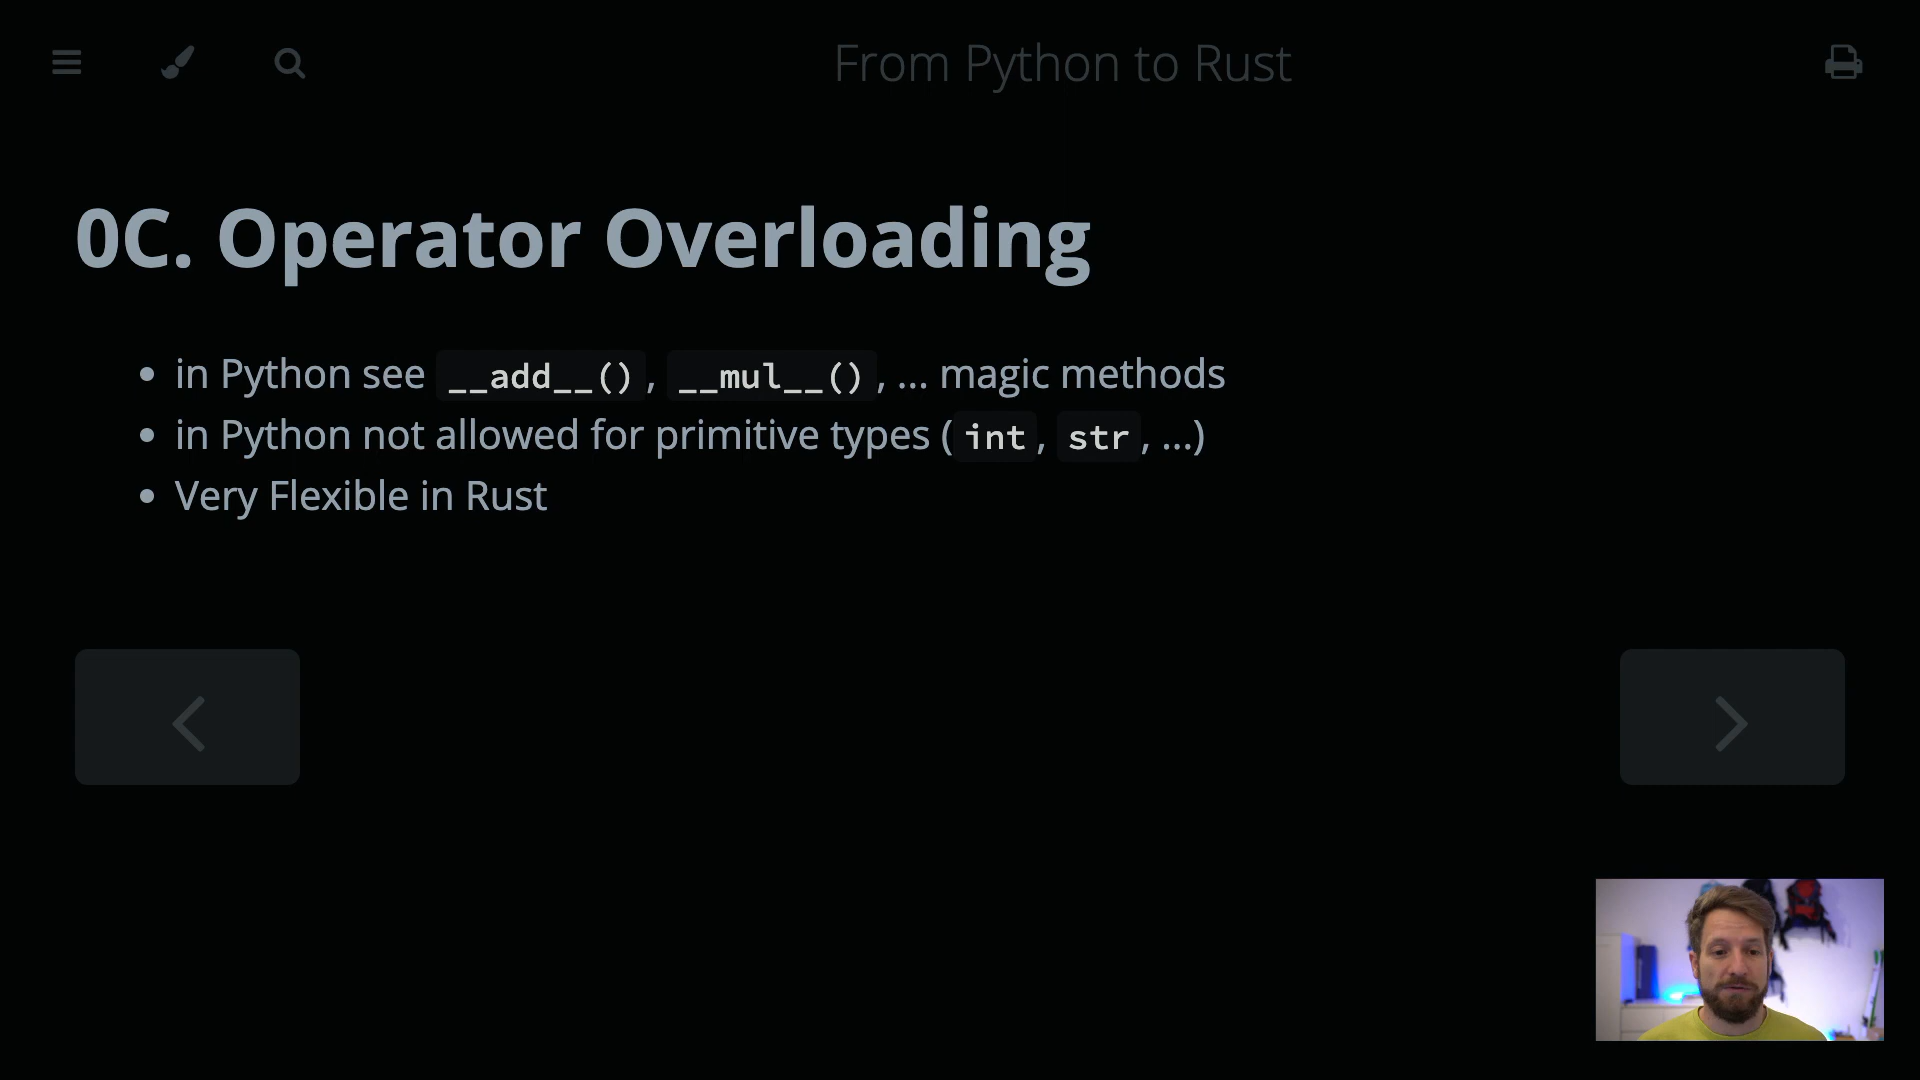 From Python to Rust
0C. Operator Overloading
• in Python see __add__(), __mul__(), ... magic methods
• in Python not allowed for primitive types (int, str, ...)
• Very Flexible in Rust